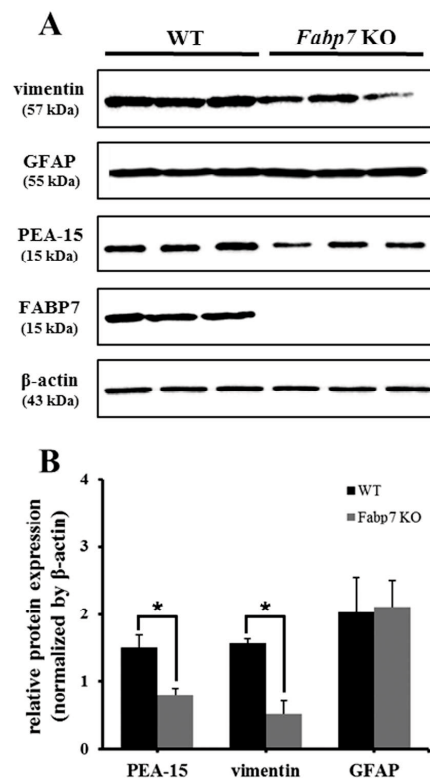 A
WT Fabp7 KO
vimentin
(57 kDa)
GFAP
(55 kDa)
PEA-15
(15 kDa)
FABP7
(15 kDa)
β-actin
(43 kDa)
B
relative protein expression
(normalized by β-actin)
4
3
2
1
0
WT
Fabp7 KO
*
*
PEA-15 vimentin GFAP